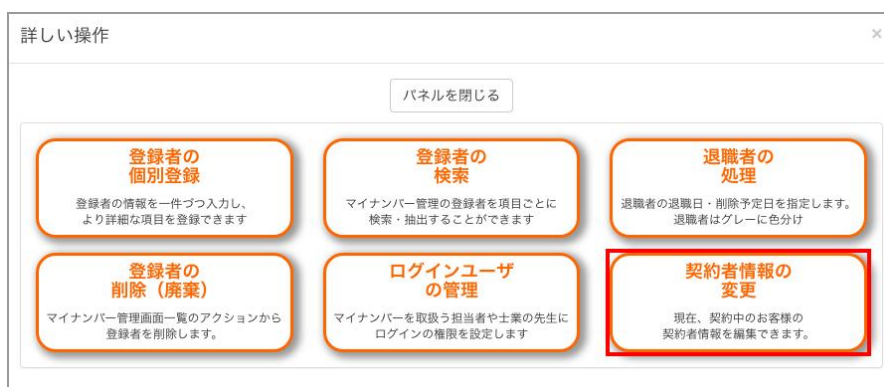 詳しい操作
×
パネルを閉じる
登録者の
個別登録
登録者の情報を一件づつ入力し、
より詳細な項目を登録できます
登録者の
検索
マイナンバー管理の登録者を項目ごとに
検索・抽出することができます
退職者の
処理
退職者の退職日・削除予定日を指定します。
退職者はグレーに色分け
登録者の
削除（廃棄）
マイナンバー管理画面一覧のアクションから
登録者を削除します。
ログインユーザ
の管理
マイナンバーを取扱う担当者や士業の先生に
ログインの権限を設定します
契約者情報の
変更
現在、契約中のお客様の
契約者情報を編集できます。